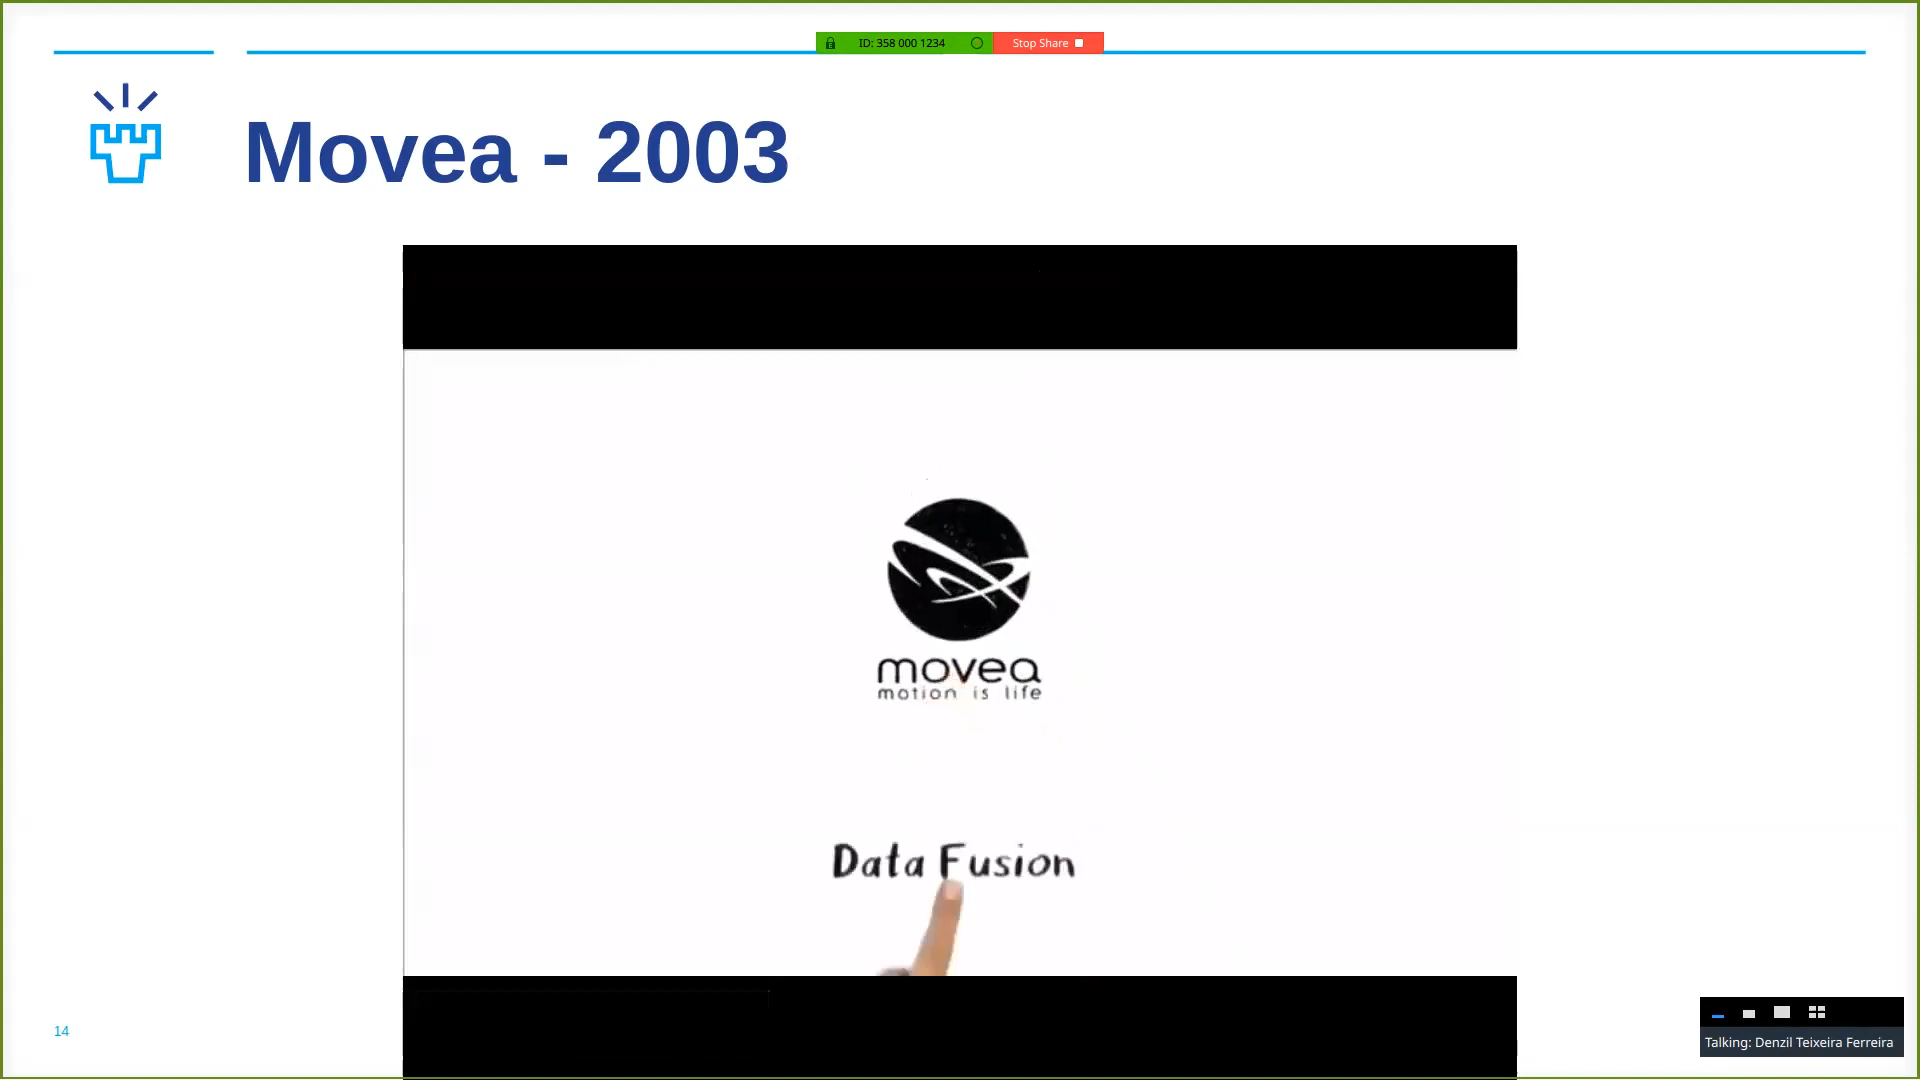 ID: 358 000 1234
Stop Share
Movea - 2003
movea
motion is life
Data Fusion
14
Talking: Denzil Teixeira Ferreira